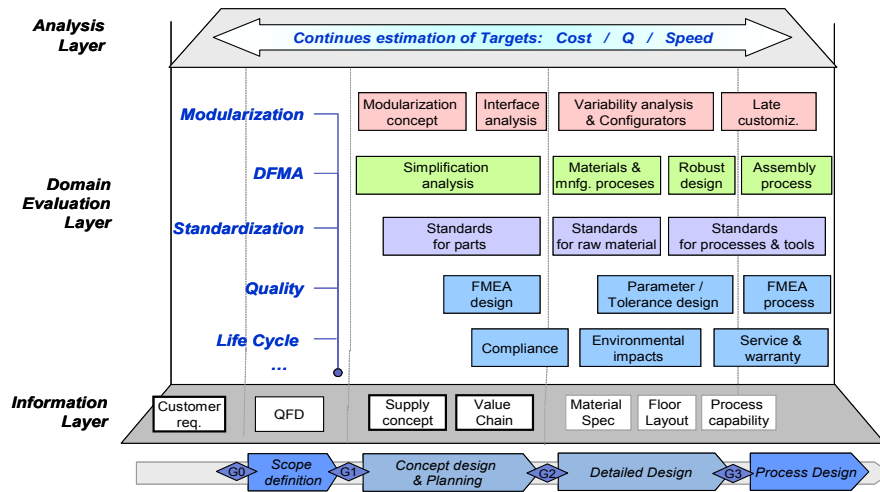 Analysis
Layer
Continues estimation of Targets: Cost / Q / Speed
Modularization
Modularization
concept
Interface
analysis
Variability analysis
& Configurators
Late
customiz.
Domain
Evaluation
Layer
DFMA
Simplification
analysis
Materials &
mnfg. proceses
Robust
design
Assembly
process
Standardization
Standards
for parts
Standards
for raw material
Standards
for processes & tools
Quality
FMEA
design
Parameter /
Tolerance design
FMEA
process
Life Cycle
Compliance
Environmental
impacts
Service &
warranty
...
Information
Layer
Customer
req.
QFD
Supply
concept
Value
Chain
Material
Spec
Floor
Layout
Process
capability
G0
Scope
definition
G1
Concept design
& Planning
G2
Detailed Design
G3
Process Design